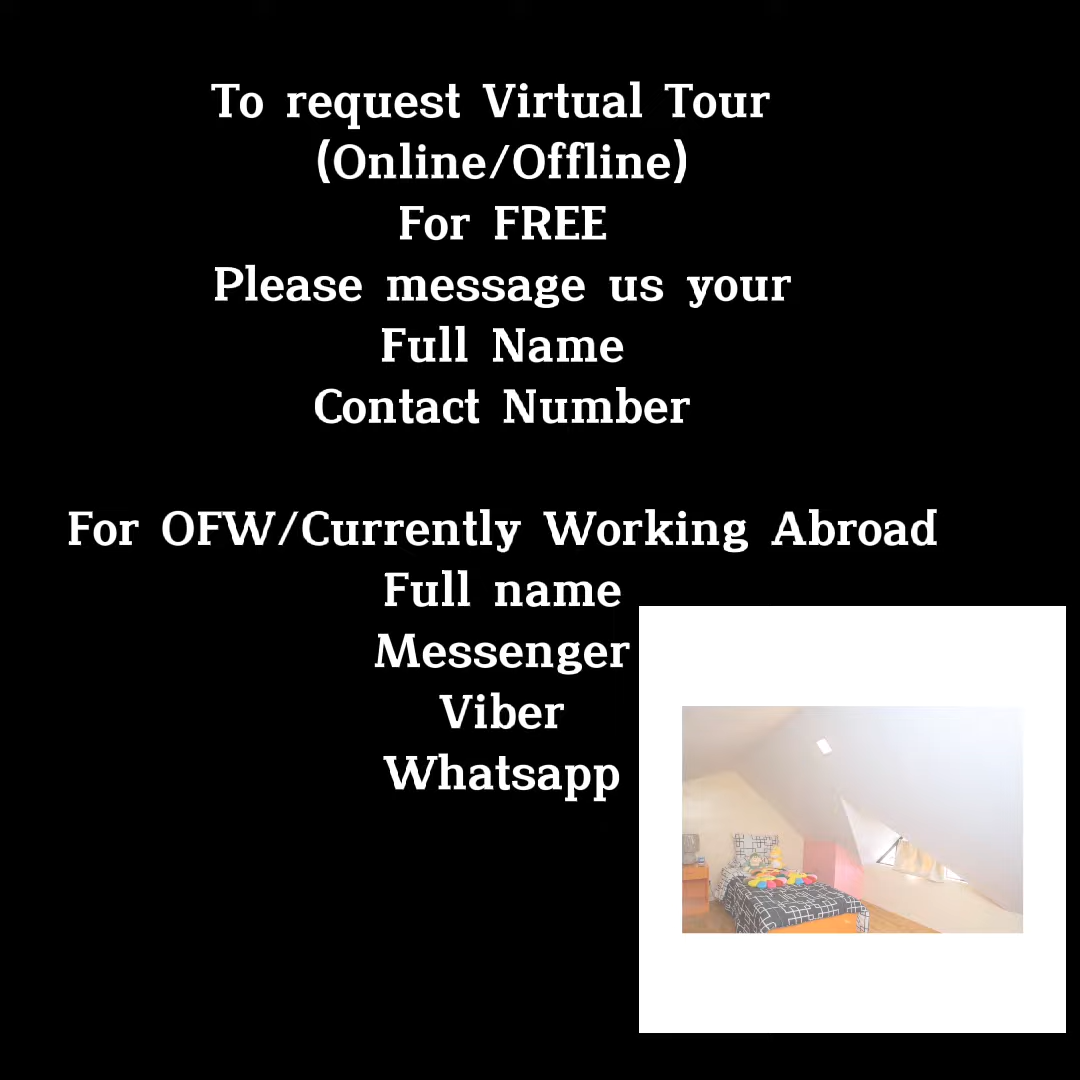 To request Virtual Tour
(Online/Offline)
For FREE
Please message us your
Full Name
Contact Number
For OFW/Currently Working Abroad
Full name
Messenger
Viber
Whatsapp